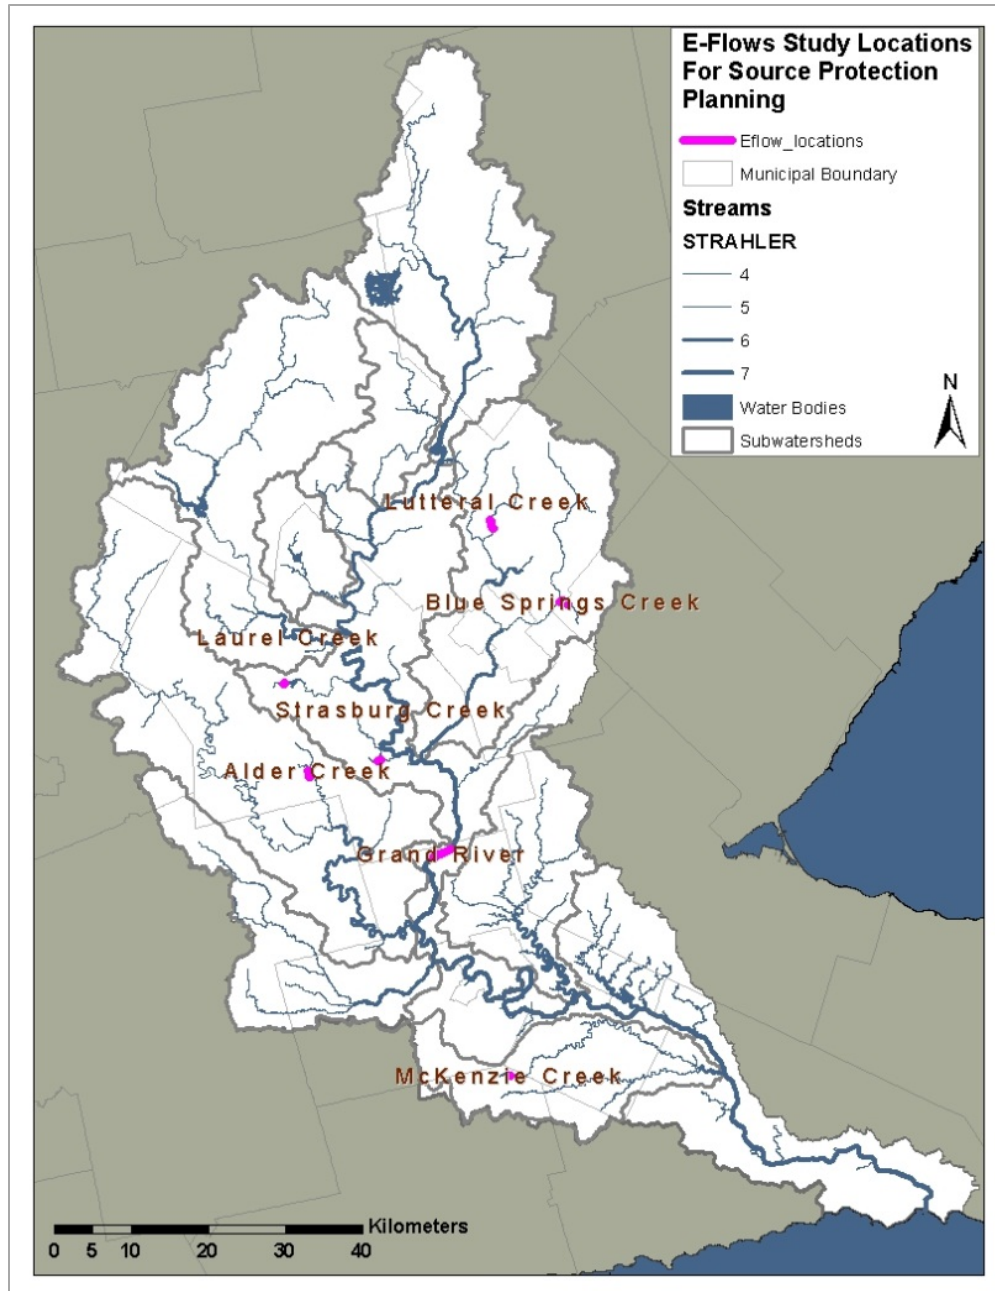 E-Flows Study Locations
For Source Protection
Planning
Eflow_locations
Municipal Boundary
Streams
STRAHLER
4
5
6
7
Water Bodies
Subwatersheds
N
Lutteral Creek
Blue Springs Creek
Laurel Creek
Strasburg Creek
Alder Creek
Grand River
McKenzie Creek
Kilometers
0 5 10 20 30 40